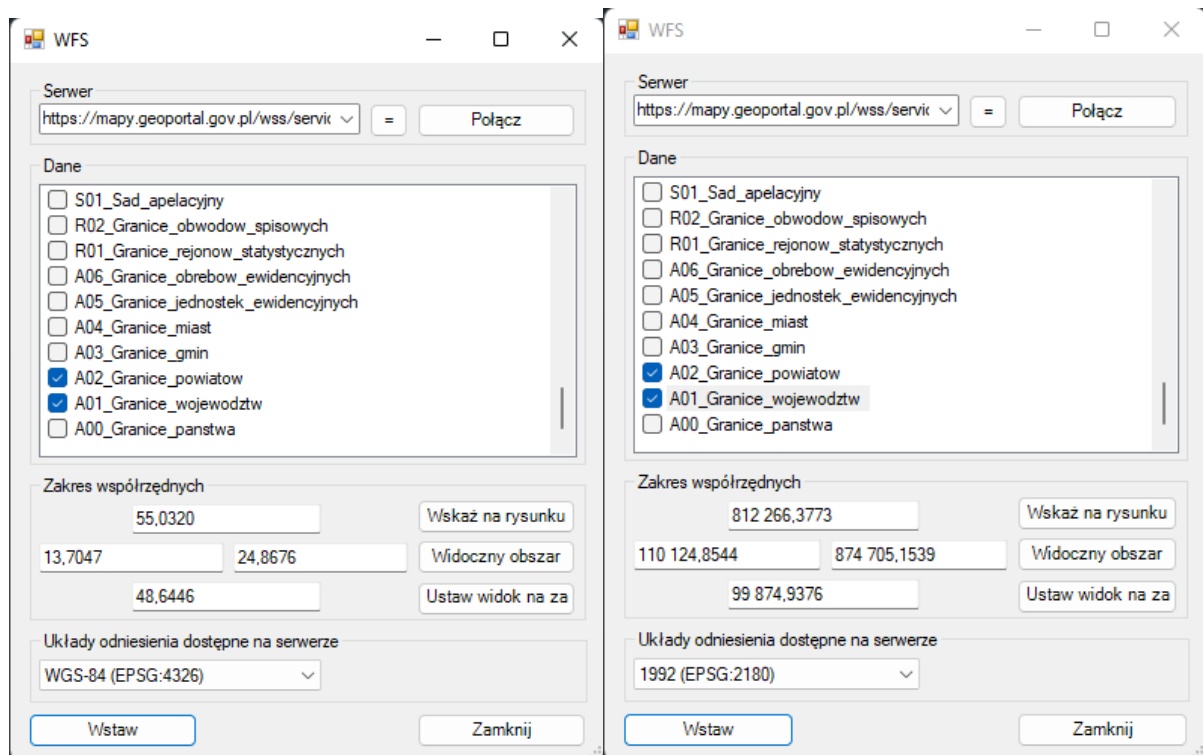 WFS
Serwer
https://mapy.geoportal.gov.pl/wss/servic
=
Połącz
Dane
S01_Sad_apelacyjny
R02_Granice_obwodow_spisowych
R01_Granice_rejonow_statystycznych
A06_Granice_obrebow_ewidencyjnych
A05_Granice_jednostek_ewidencyjnych
A04_Granice_miast
A03_Granice_gmin
A02_Granice_powiatow
A01_Granice_wojewodztw
A00_Granice_panstwa
Zakres współrzędnych
55,0320 Wskaż na rysunku
13,7047 24,8676 Widoczny obszar
48,6446 Ustaw widok na za
Układy odniesienia dostępne na serwerze
WGS-84 (EPSG:4326)
Wstaw Zamknij
WFS
Serwer
https://mapy.geoportal.gov.pl/wss/servic
=
Połącz
Dane
S01_Sad_apelacyjny
R02_Granice_obwodow_spisowych
R01_Granice_rejonow_statystycznych
A06_Granice_obrebow_ewidencyjnych
A05_Granice_jednostek_ewidencyjnych
A04_Granice_miast
A03_Granice_gmin
A02_Granice_powiatow
A01_Granice_wojewodztw
A00_Granice_panstwa
Zakres współrzędnych
812 266,3773 Wskaż na rysunku
110 124,8544 874 705,1539 Widoczny obszar
99 874,9376 Ustaw widok na za
Układy odniesienia dostępne na serwerze
1992 (EPSG:2180)
Wstaw Zamknij